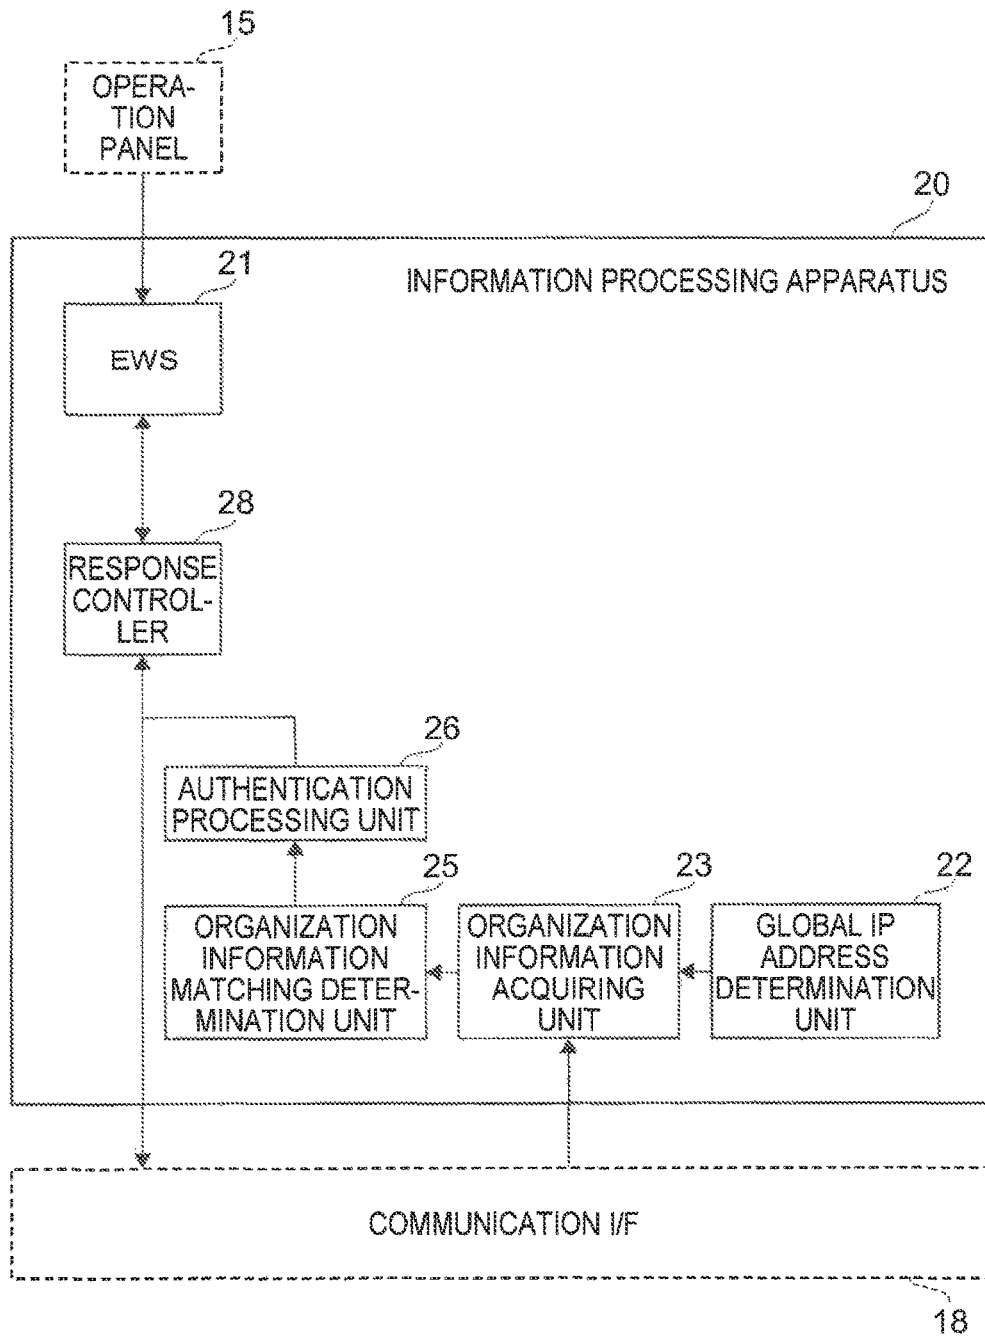 15
OPERA-
TION
PANEL
20
INFORMATION PROCESSING APPARATUS
21
EWS
28
RESPONSE
CONTROL-
LER
26
AUTHENTICATION
PROCESSING UNIT
25
ORGANIZATION
INFORMATION
MATCHING DETER-
MINATION UNIT
23
ORGANIZATION
INFORMATION
ACQUIRING
UNIT
22
GLOBAL IP
ADDRESS
DETERMINATION
UNIT
COMMUNICATION I/F
18